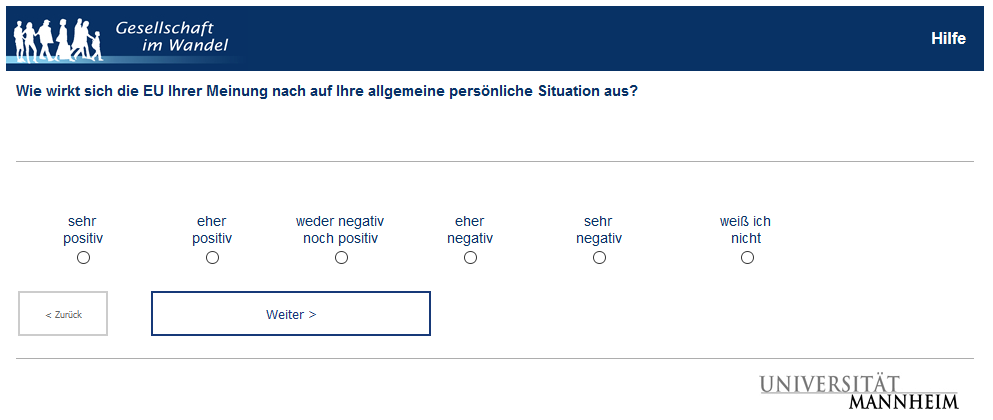 Gesellschaft
im Wandel
Hilfe
Wie wirkt sich die EU Ihrer Meinung nach auf Ihre allgemeine persönliche Situation aus?
sehr
positiv
eher
positiv
weder negativ
noch positiv
eher
negativ
sehr
negativ
weiß ich
nicht
< Zurück
Weiter >
UNIVERSITÄT
MANNHEIM